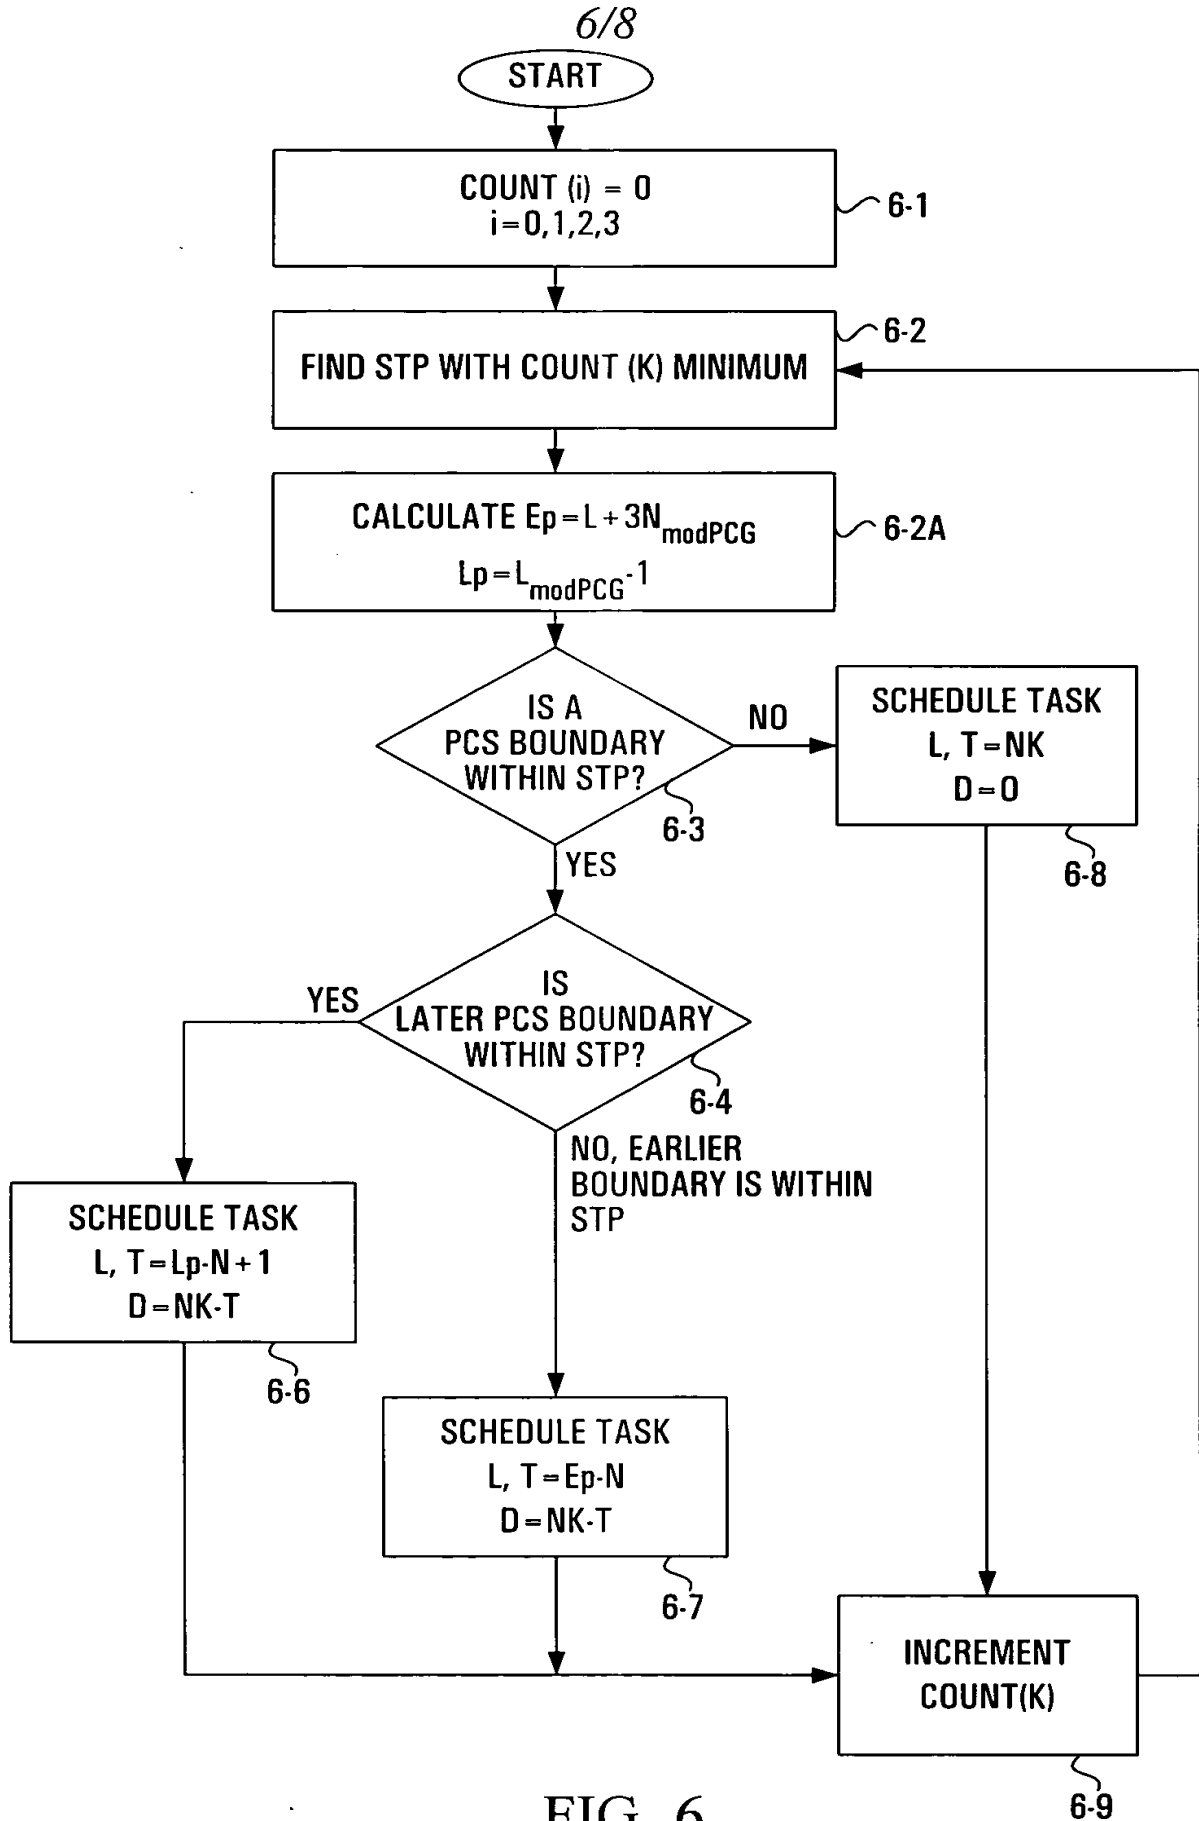 6/8
START
COUNT (i) = 0
i=0,1,2,3
6-1
6-2
FIND STP WITH COUNT (K) MINIMUM
CALCULATE Ep=L+3NmodPCG
Lp=LmodPCG-1
6-2A
IS A
PCS BOUNDARY
WITHIN STP?
6-3
NO
SCHEDULE TASK
L, T=NK
D=0
6-8
YES
IS
LATER PCS BOUNDARY
WITHIN STP?
6-4
YES
NO, EARLIER
BOUNDARY IS WITHIN
STP
SCHEDULE TASK
L, T=Lp-N+1
D=NK-T
6-6
SCHEDULE TASK
L, T=Ep-N
D=NK-T
6-7
INCREMENT
COUNT(K)
6-9
FIG. 6